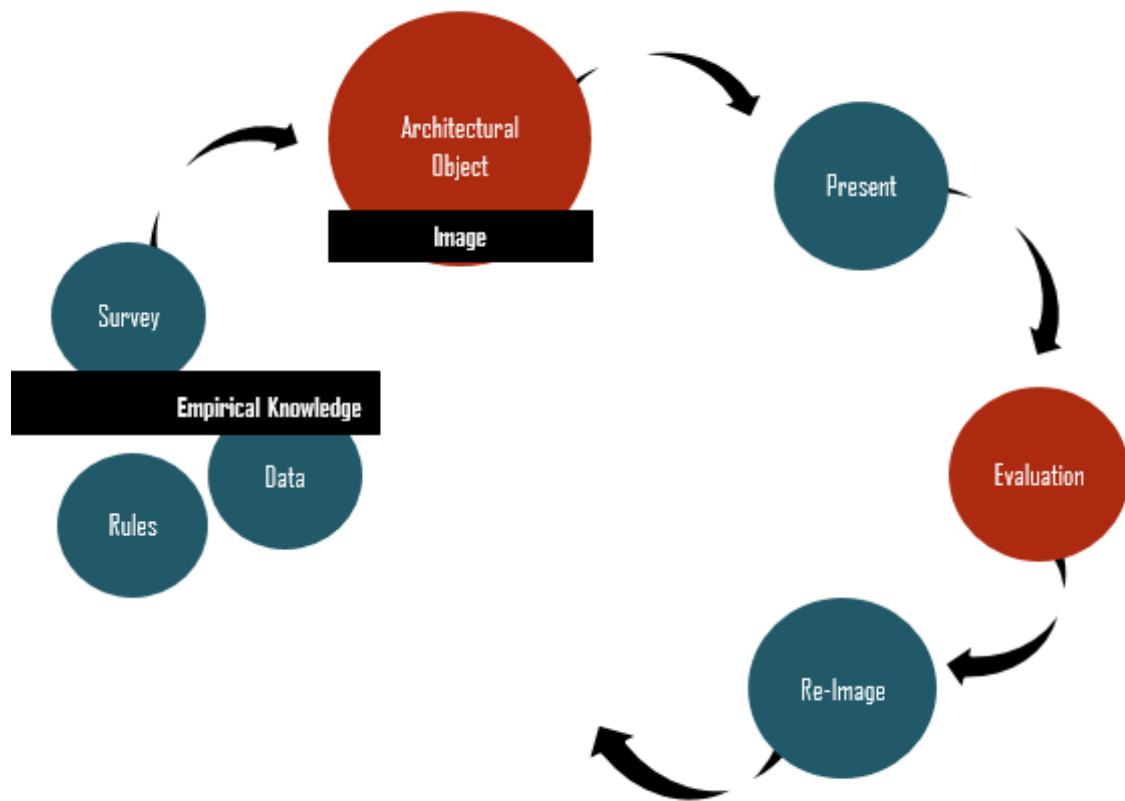 Architectural
Object
Image
Present
Survey
Empirical Knowledge
Data
Rules
Evaluation
Re-Image